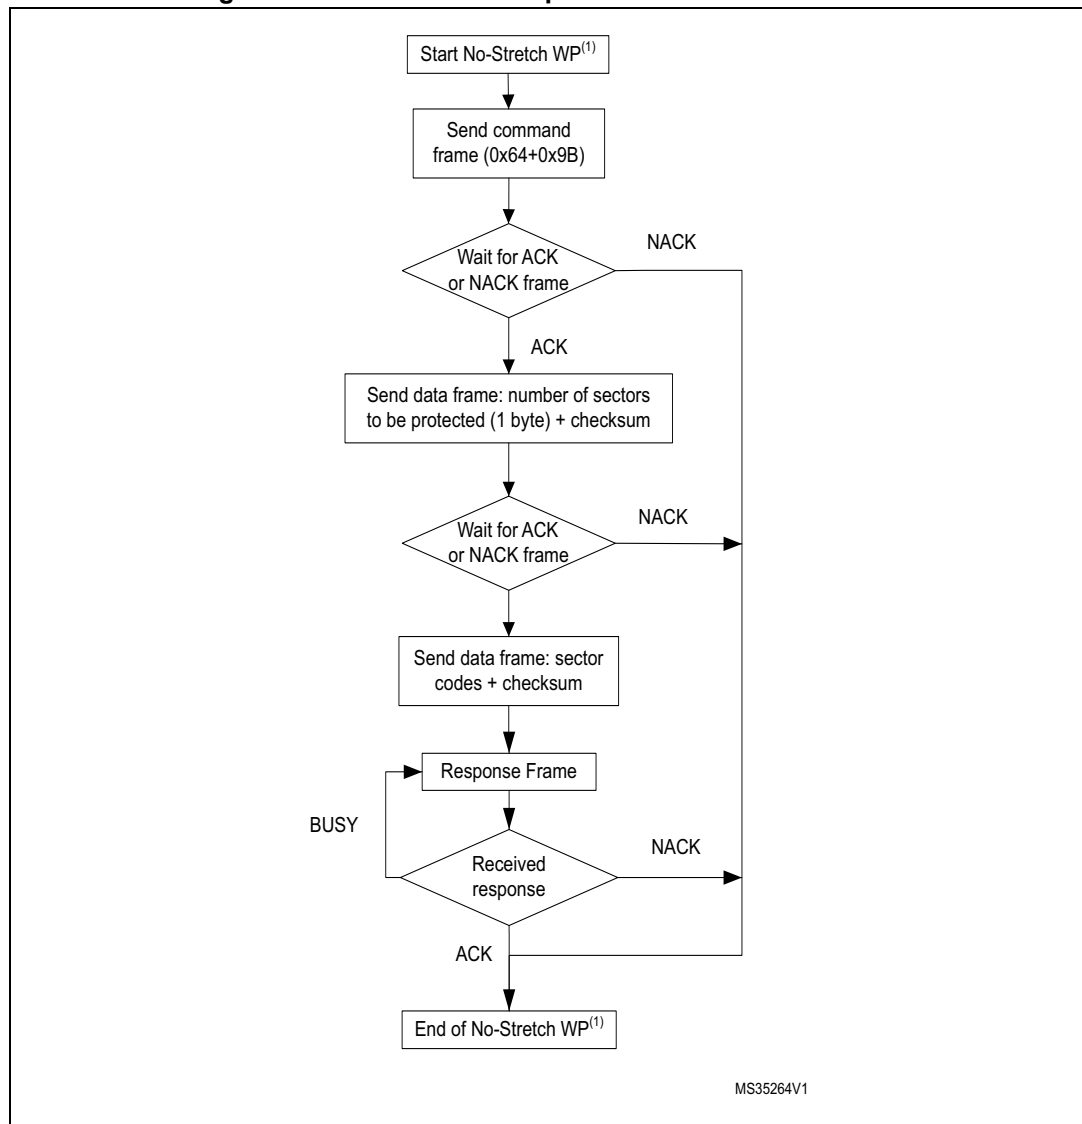 Start No-Stretch WP(1)
Send command
frame (0x64+0x9B)
Wait for ACK
or NACK frame
NACK
ACK
Send data frame: number of sectors
to be protected (1 byte) + checksum
Wait for ACK
or NACK frame
NACK
Send data frame: sector
codes + checksum
Response Frame
BUSY
Received
response
NACK
ACK
End of No-Stretch WP(1)
MS35264V1